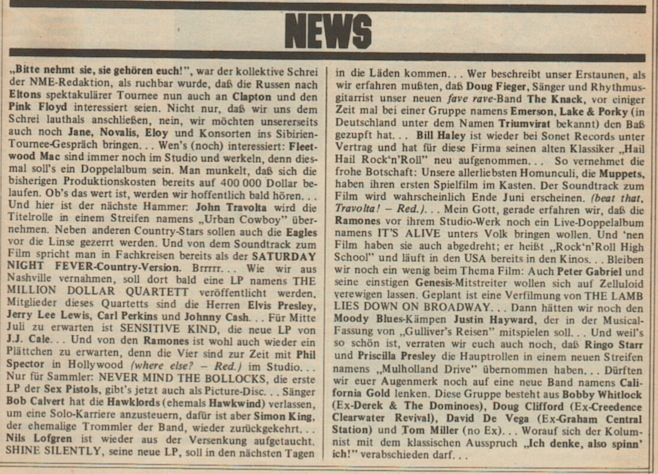 NEWS
„Bitte nehmt sie, sie gehören euch!", war der kollektive Schrei
der NME-Redaktion, als ruchbar wurde, daß die Russen nach
Eltons spektakulärer Tournee nun auch an Clapton und den
Pink Floyd interessiert seien. Nicht nur, daß wir uns dem
Schrei lauthals anschließen, nein, wir möchten unsererseits
auch noch Jane, Novalis, Eloy und Konsorten ins Sibirien-
Tournee-Gespräch bringen... Wen's (noch) interessiert: Fleet-
wood Mac sind immer noch im Studio und werkeln, denn dies-
mal soll's ein Doppelalbum sein. Man munkelt, daß sich die
bisherigen Produktionskosten bereits auf 400 000 Dollar be-
laufen. Ob's das wert ist, werden wir hoffentlich bald hören...
Und hier ist der nächste Hammer: John Travolta wird die
Titelrolle in einem Streifen namens „Urban Cowboy" über-
nehmen. Neben anderen Country-Stars sollen auch die Eagles
vor die Linse gezerrt werden. Und von dem Soundtrack zum
Film spricht man in Fachkreisen bereits als der SATURDAY
NIGHT FEVER-Country-Version. Brrrrr... Wie wir aus
Nashville vernahmen, soll dort bald eine LP namens THE
MILLION DOLLAR QUARTETT veröffentlicht werden.
Mitglieder dieses Quartetts sind die Herren Elvis Presley,
Jerry Lee Lewis, Carl Perkins und Johnny Cash... Für Mitte
Juli zu erwarten ist SENSITIVE KIND, die neue LP von
J.J. Cale... Und von den Ramones ist wohl auch wieder ein
Plättchen zu erwarten, denn die Vier sind zur Zeit mit Phil
Spector in Hollywood (where else? – Red.) im Studio...
Nur für Sammler: NEVER MIND THE BOLLOCKS, die erste
LP der Sex Pistols, gibt's jetzt auch als Picture-Disc... Sänger
Bob Calvert hat die Hawklords (ehemals Hawkwind) verlassen,
um eine Solo-Karriere anzusteuern, dafür ist aber Simon King,
der ehemalige Trommler der Band, wieder zurückgekehrt...
Nils Lofgren ist wieder aus der Versenkung aufgetaucht.
SHINE SILENTLY, seine neue LP, soll in den nächsten Tagen
in die Läden kommen... Wer beschreibt unser Erstaunen, als
wir erfahren mußten, daß Doug Fieger, Sänger und Rhythmus-
gitarrist unser neuen fave rave-Band The Knack, vor einiger
Zeit mal bei einer Gruppe namens Emerson, Lake & Porky (in
Deutschland unter dem Namen Triumvirat bekannt) den Baß
gezupft hat... Bill Haley ist wieder bei Sonet Records unter
Vertrag und hat für diese Firma seinen alten Klassiker „Hail
Hail Rock'n'Roll" neu aufgenommen... So vernehmet die
frohe Botschaft: Unsere allerliebsten Homunculi, die Muppets,
haben ihren ersten Spielfilm im Kasten. Der Soundtrack zum
Film wird wahrscheinlich Ende Juni erscheinen. (beat that,
Travolta! – Red.)... Mein Gott, gerade erfahren wir, daß die
Ramones vor ihrem Studio-Werk noch ein Live-Doppelalbum
namens IT'S ALIVE unters Volk bringen wollen. Und 'nen
Film haben sie auch abgedreht; er heißt „Rock'n'Roll High
School" und läuft in den USA bereits in den Kinos... Bleiben
wir noch ein wenig beim Thema Film: Auch Peter Gabriel und
seine einstigen Genesis-Mitstreiter wollen sich auf Zelluloid
verewigen lassen. Geplant ist eine Verfilmung von THE LAMB
LIES DOWN ON BROADWAY... Dann hätten wir noch den
Moody Blues-Kämpen Justin Hayward, der in der Musical-
Fassung von „Gulliver's Reisen" mitspielen soll... Und weil's
so schön ist, verraten wir euch auch noch, daß Ringo Starr
und Priscilla Presley die Hauptrollen in einem neuen Streifen
namens „Mulholland Drive" übernommen haben... Dürften
wir euer Augenmerk noch auf eine neue Band namens Cali-
fornia Gold lenken. Diese Gruppe besteht aus Bobby Whitlock
(Ex-Derek & The Dominoes), Doug Clifford (Ex-Creedence
Clearwater Revival), David De Vega (Ex-Graham Central
Station) und Tom Miller (no Ex)... Worauf sich der Kolum-
nist mit dem klassischen Ausspruch „Ich denke, also spinn'
ich!" verabschieden darf...